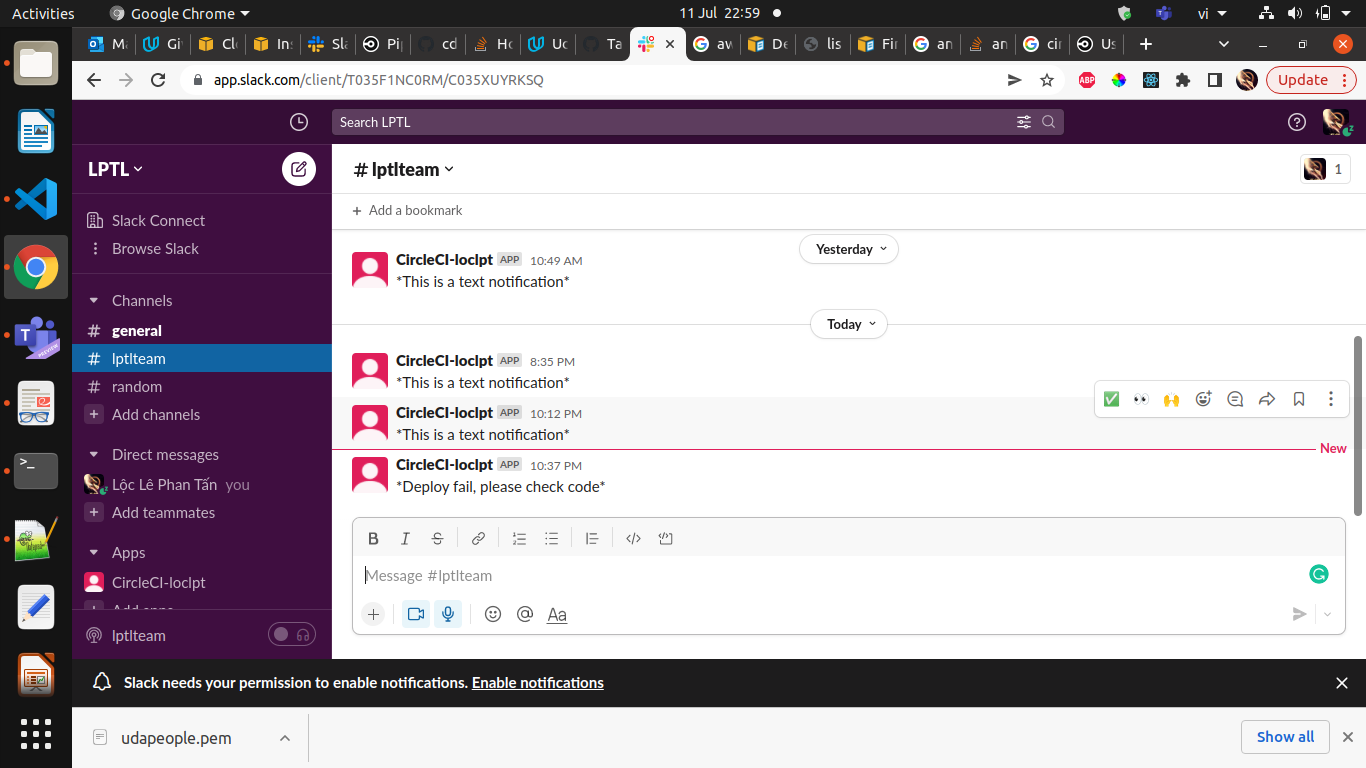 Activities
Google Chrome
11 Jul 22:59
vi
Ma
Gi
Cl
In
Sla
Pi
cd
Ho
Uc
Ta
aw
De
lis
Fir
an
an
cir
Us
app.slack.com/client/T035F1NC0RM/C035XUYRKSQ
ABP
Update
Search LPTL
LPTL
# lptlteam
1
Slack Connect
Browse Slack
+ Add a bookmark
Yesterday
CircleCI-loclpt APP 10:49 AM
*This is a text notification*
Channels
# general
# lptlteam
# random
+ Add channels
Today
CircleCI-loclpt APP 8:35 PM
*This is a text notification*
CircleCI-loclpt APP 10:12 PM
*This is a text notification*
New
CircleCI-loclpt APP 10:37 PM
*Deploy fail, please check code*
Direct messages
Lộc Lê Phan Tấn you
+ Add teammates
Apps
CircleCI-loclpt
+ Add apps
lptlteam
Message #lptlteam
Aa
Slack needs your permission to enable notifications. Enable notifications
udapeople.pem
Show all